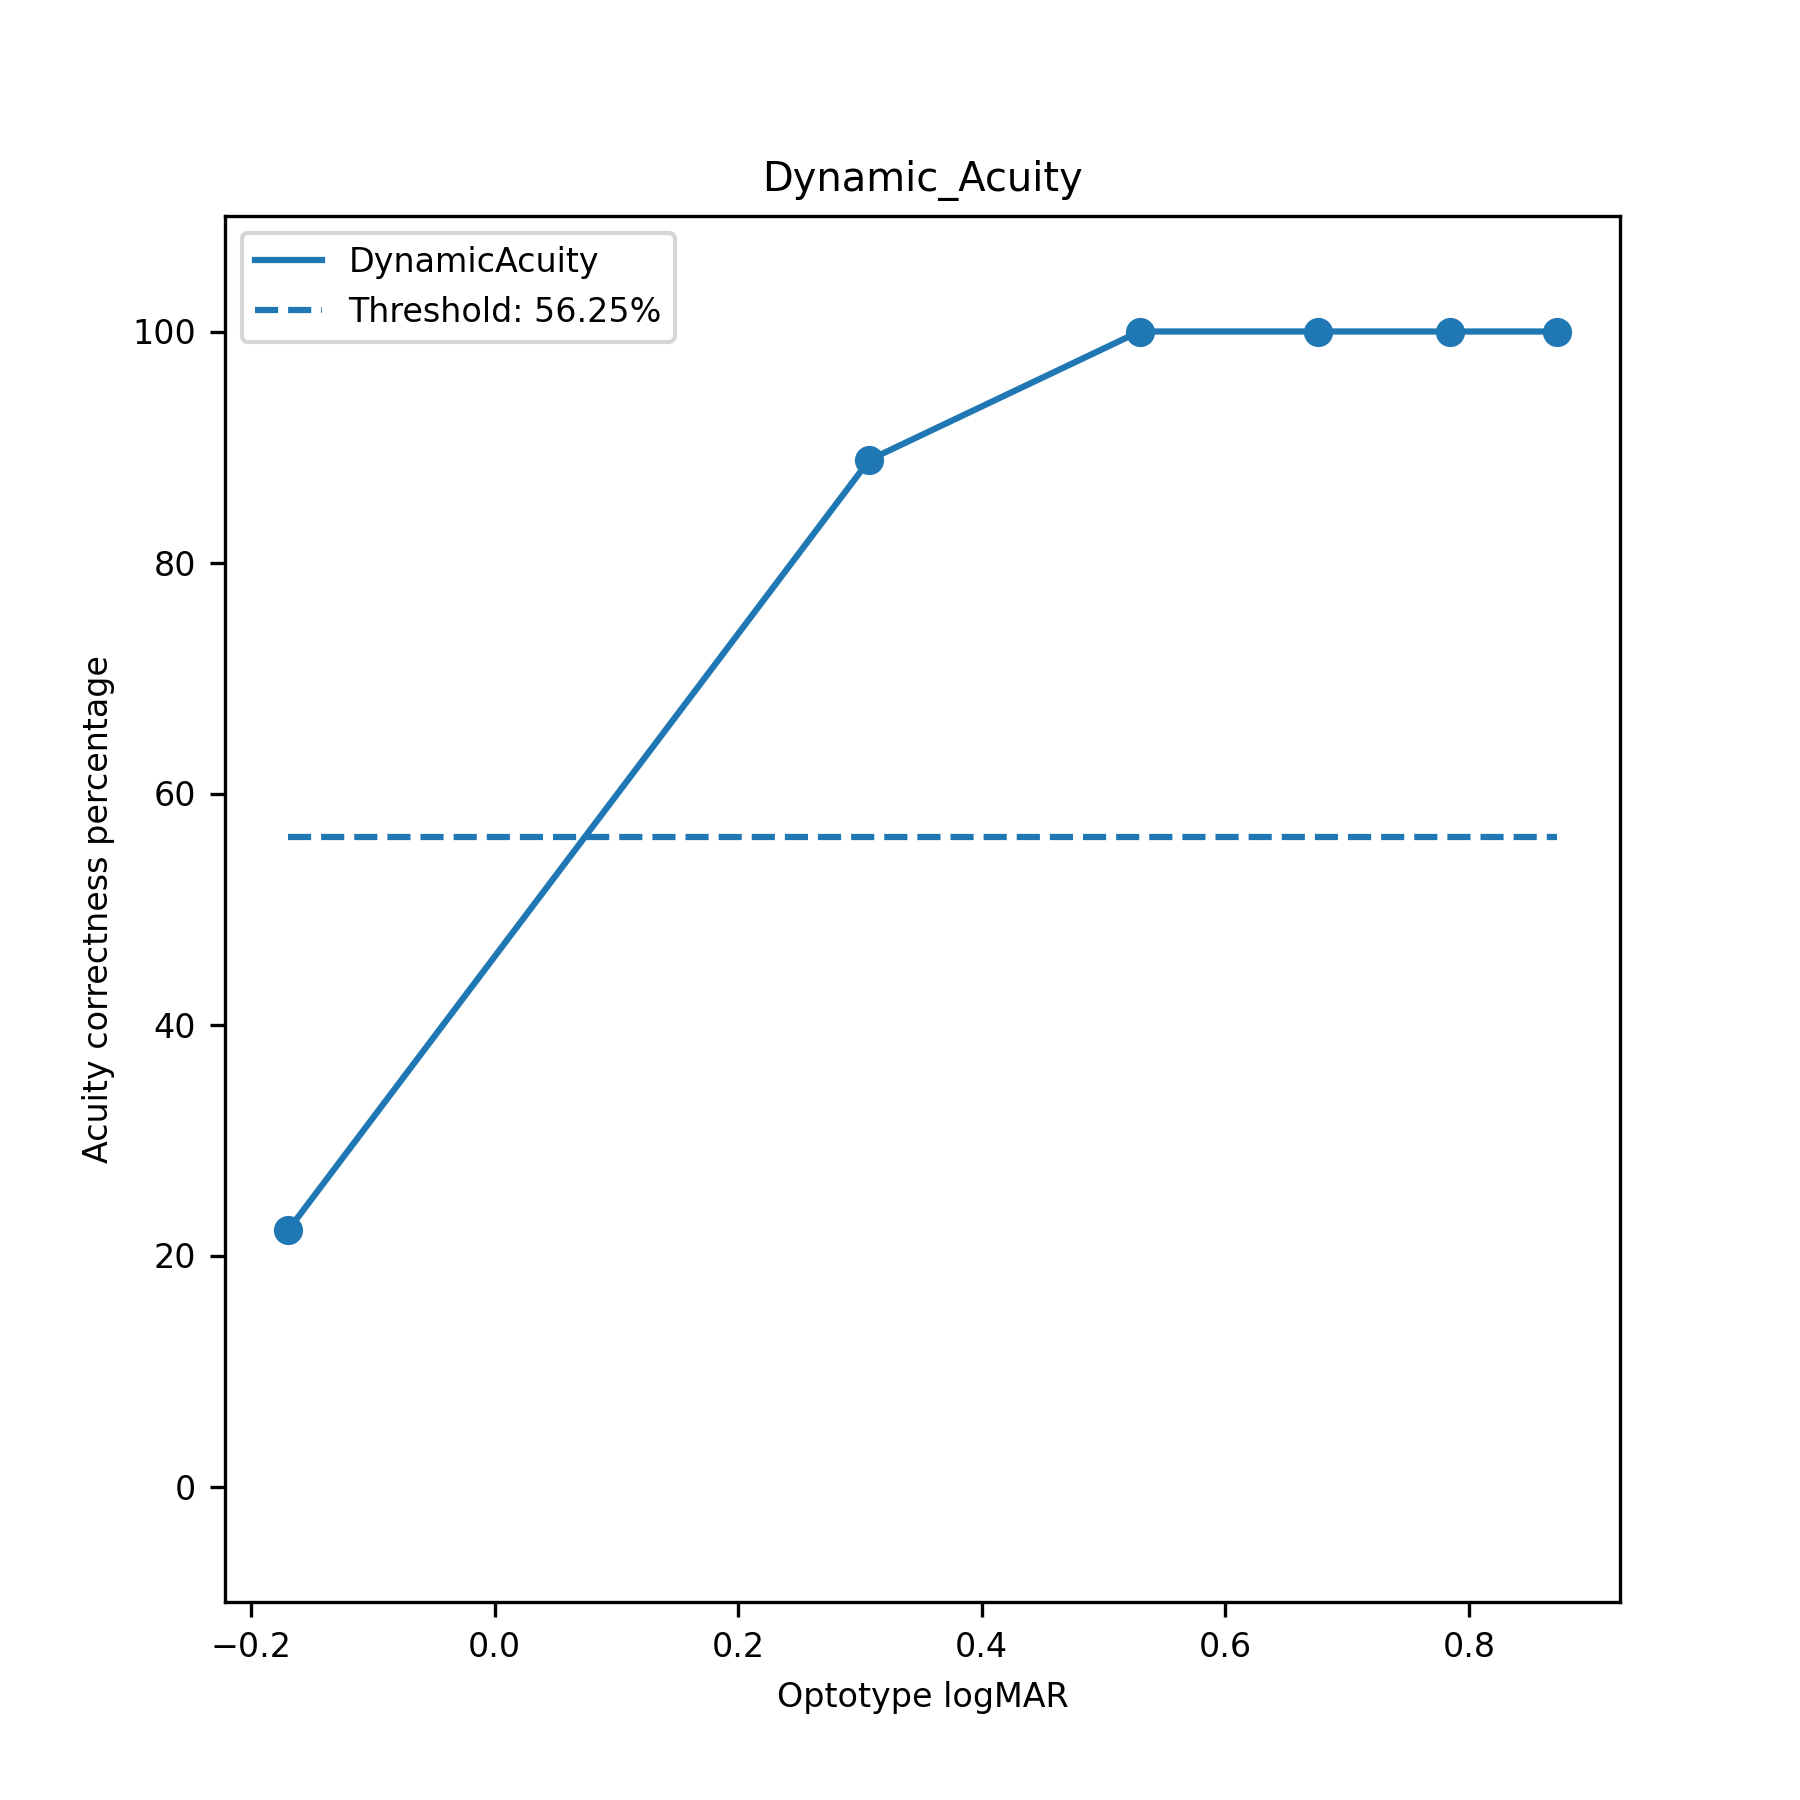 Dynamic_Acuity
DynamicAcuity
Threshold: 56.25%
100
80
60
40
20
0
Acuity correctness percentage
−0.2 0.0 0.2 0.4 0.6 0.8
Optotype logMAR